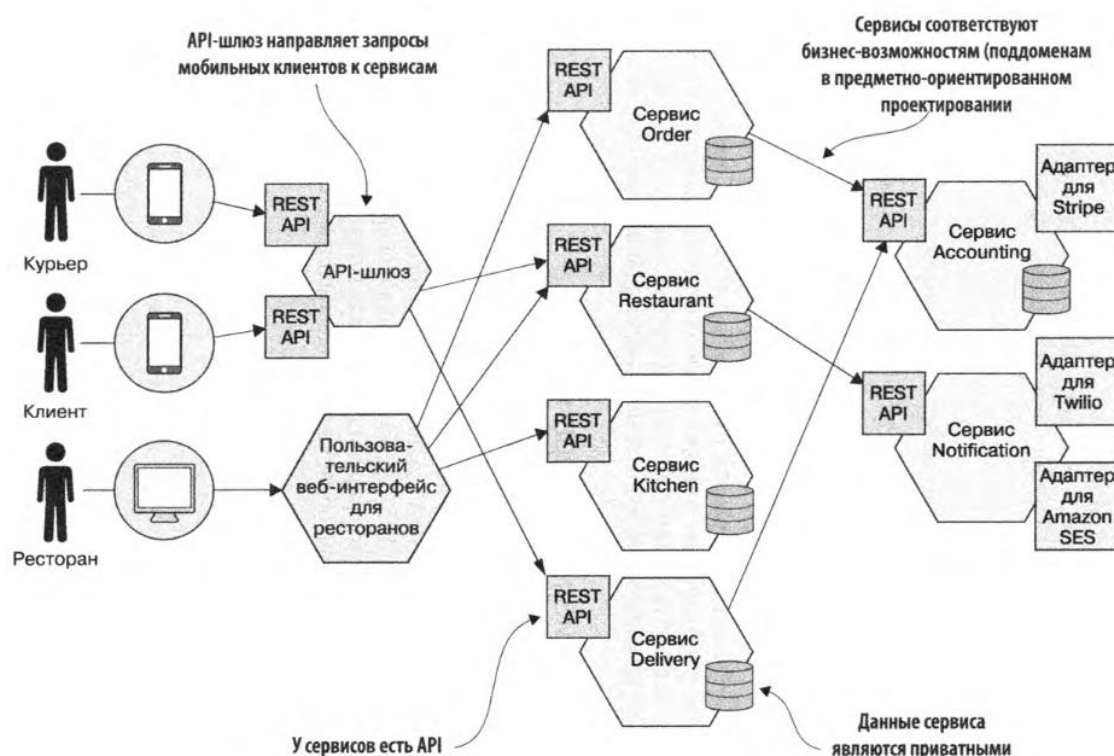 API-шлюз направляет запросы
мобильных клиентов к сервисам
Сервисы соответствуют
бизнес-возможностям (поддоменам
в предметно-ориентированном
проектировании
REST
API
Сервис
Order
Курьер
REST
API
API-шлюз
REST
API
Клиент
REST
API
Сервис
Restaurant
REST
API
Сервис
Accounting
Адаптер
для
Stripe
Ресторан
Пользова-
тельский
веб-интерфейс
для
ресторанов
REST
API
Сервис
Kitchen
REST
API
Сервис
Notification
Адаптер
для
Twilio
Адаптер
для
Amazon
SES
REST
API
Сервис
Delivery
У сервисов есть API
Данные сервиса
являются приватными